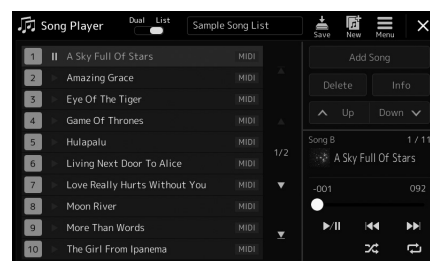 Song Player
Dual List
Sample Song List
Save
New
Menu
1 A Sky Full Of Stars MIDI
2 Amazing Grace MIDI
3 Eye Of The Tiger MIDI
4 Game Of Thrones MIDI
5 Hulapalu MIDI
6 Living Next Door To Alice MIDI
7 Love Really Hurts Without You MIDI
8 Moon River MIDI
9 More Than Words MIDI
10 The Girl From Ipanema MIDI
1/2
Add Song
Delete Info
Up Down
Song B 1 / 11
A Sky Full Of Stars
-001 092